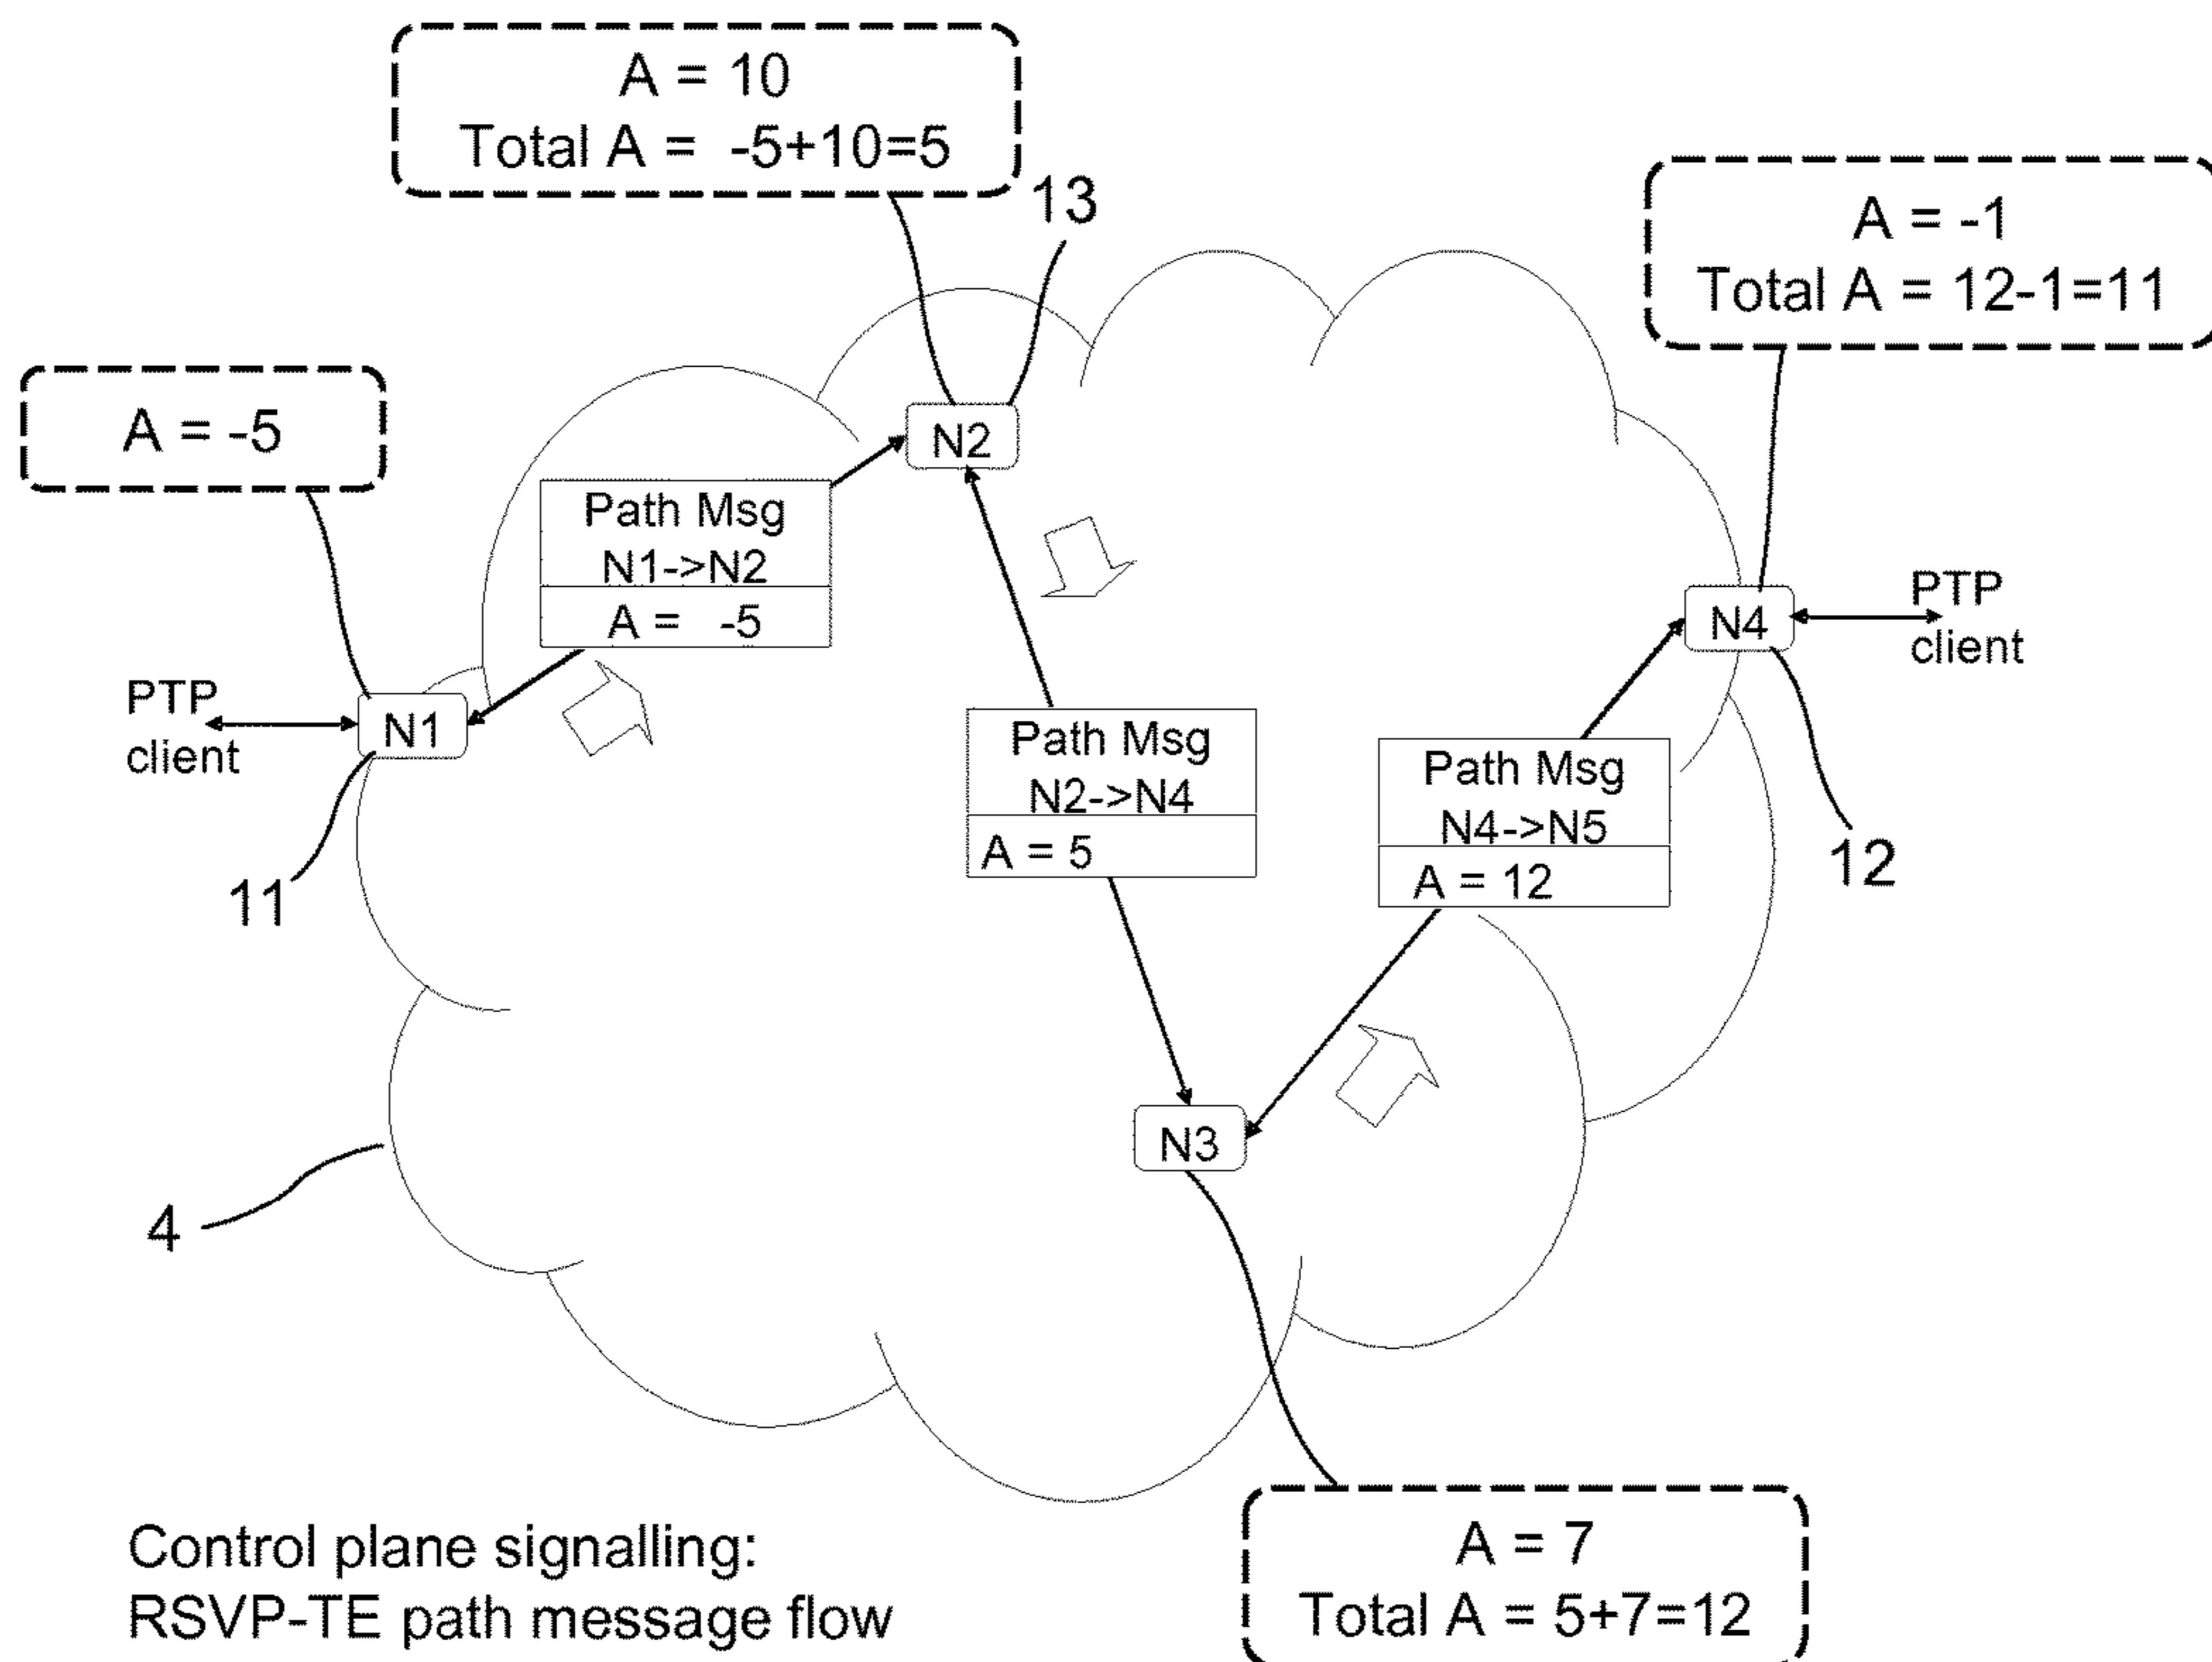 A = 10
Total A = -5+10=5
13
A = -1
Total A = 12-1=11
A = -5
N2
Path Msg
N1->N2
A = -5
PTP
client
N4
PTP
client
N1
Path Msg
N2->N4
A = 5
Path Msg
N4->N5
A = 12
12
11
N3
4
A = 7
Total A = 5+7=12
Control plane signalling:
RSVP-TE path message flow